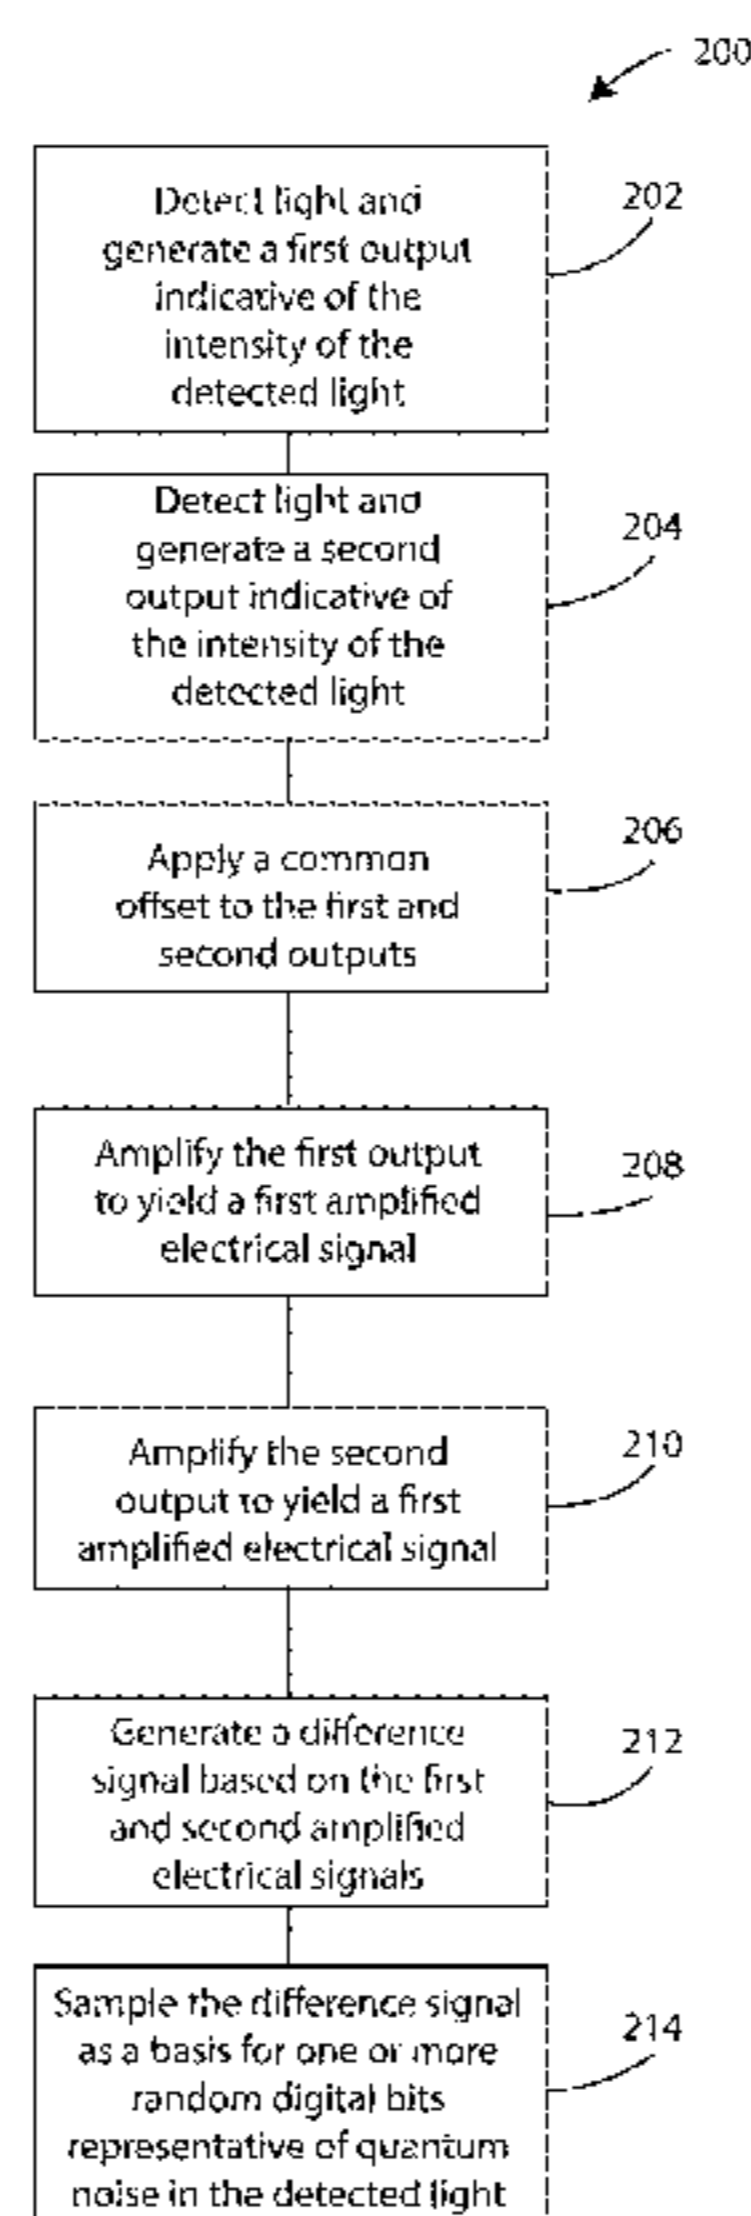 200
Detect light and
generate a first output
indicative of the
intensity of the
detected light
202
Detect light and
generate a second
output indicative of
the intensity of the
detected light
204
Apply a common
offset to the first and
second outputs
206
Amplify the first output
to yield a first amplified
electrical signal
208
Amplify the second
output to yield a first
amplified electrical signal
210
Generate a difference
signal based on the first
and second amplified
electrical signals
212
Sample the difference signal
as a basis for one or more
random digital bits
representative of quantum
noise in the detected light
214